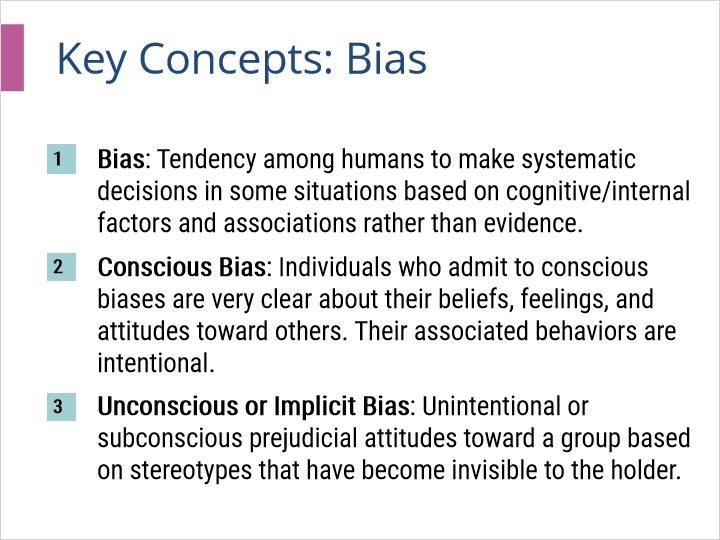 Key Concepts: Bias
1 Bias: Tendency among humans to make systematic
decisions in some situations based on cognitive/internal
factors and associations rather than evidence.
2 Conscious Bias: Individuals who admit to conscious
biases are very clear about their beliefs, feelings, and
attitudes toward others. Their associated behaviors are
intentional.
3 Unconscious or Implicit Bias: Unintentional or
subconscious prejudicial attitudes toward a group based
on stereotypes that have become invisible to the holder.